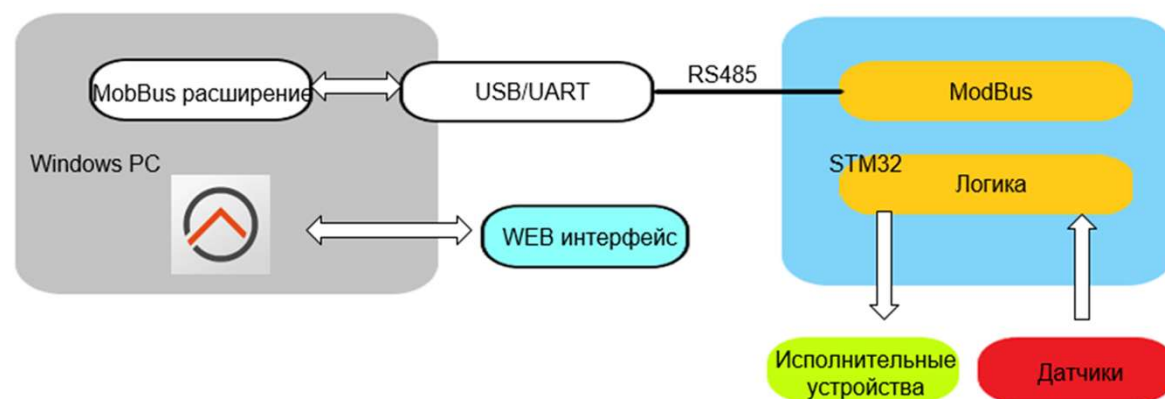 RS485
MobBus расширение
USB/UART
ModBus
Windows PC
STM32
Логика
WEB интерфейс
Исполнительные
устройства
Датчики